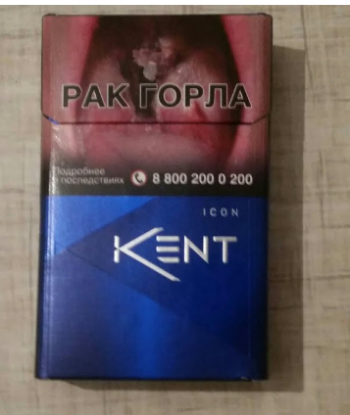 РАК ГОРЛА
Подробнее
о последствиях
8 800 200 0 200
ICON
KENT